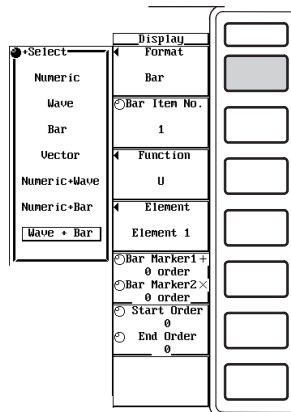 Display
Format
Bar
Bar Item No.
1
Function
U
Element
Element 1
Bar Marker1 +
0 order
Bar Marker2 ×
0 order
Start Order
0
End Order
0
Select
Numeric
Wave
Bar
Vector
Numeric+Wave
Numeric+Bar
Wave + Bar